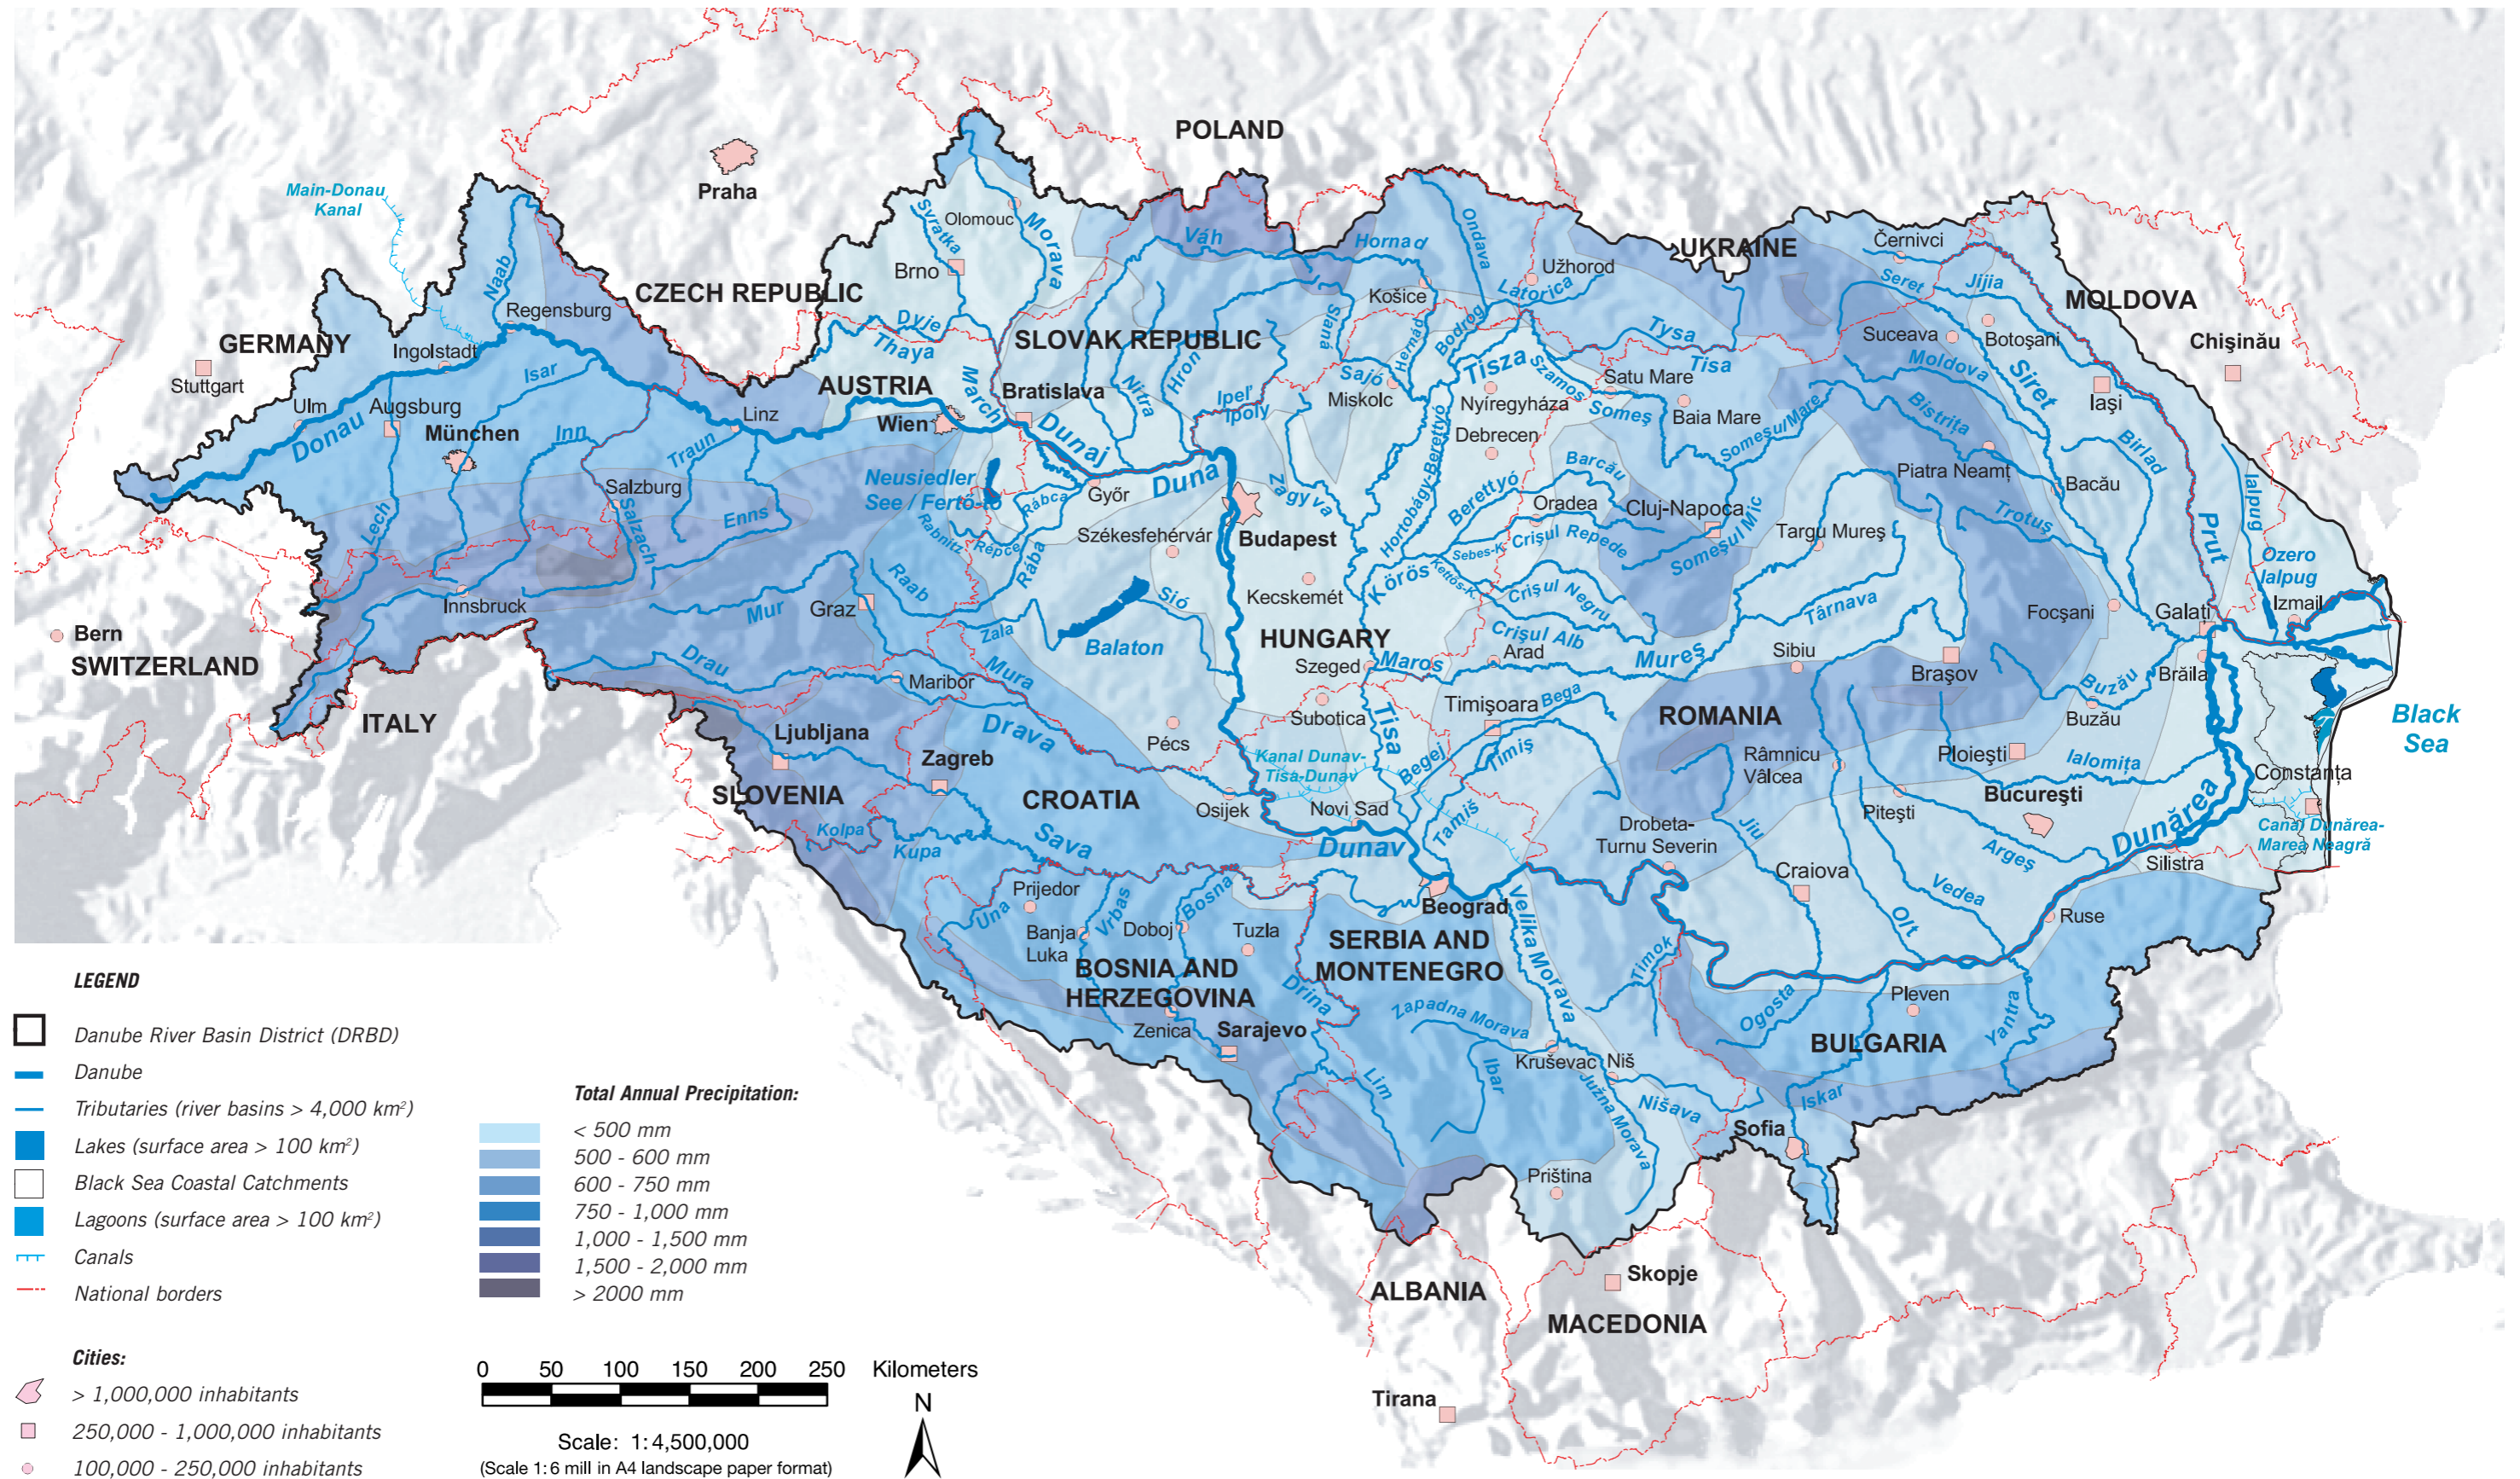 POLAND
Main-Donau
Kanal
Praha
Olomouc
Svratka
Morava
Váh
Hornad
Ondava
UKRAINE
Černivci
Užhorod
Brno
Naab
CZECH REPUBLIC
Košice
Latorica
Seret
Jijia
MOLDOVA
Regensburg
GERMANY
Ingolstadt
Stuttgart
Dyje
Thaya
SLOVAK REPUBLIC
Slaná
Hernád
Bodrog
Tysa
Tisa
Suceava
Botoşani
Chişinău
Isar
AUSTRIA
March
Bratislava
Nitra
Hron
Ipeľ
Ipoly
Sajó
Miskolc
Tisza
Szamos
Satu Mare
Moldova
Siret
Iaşi
Ulm
Augsburg
München
Donau
Linz
Wien
Nyíregyháza
Someş
Baia Mare
SomeşulMare
Bistriţa
Inn
Traun
Dunaj
Debrecen
Birlad
Neusiedler
See / Fertő-tó
Győr
Duna
Zagyva
Hortobágy-Berettyó
Barcău
Berettyó
Piatra Neamţ
Bacău
Salzburg
Salzach
Enns
Lech
Rábca
Rabnitz
Répce
Rába
Székesfehérvár
Budapest
Oradea
Cluj-Napoca
Someşul Mic
Targu Mureş
Trotuş
Prut
Ialpug
Sebes-K.
Crişul Repede
Ozero
Ialpug
Innsbruck
Mur
Graz
Raab
Sió
Kecskemét
Körös
Kettős-K.
Crişul Negru
Târnava
Focşani
Galaţi
Izmail
Bern
SWITZERLAND
Zala
Balaton
HUNGARY
Crişul Alb
Szeged
Maros
Arad
Mureş
Sibiu
Braşov
Brăila
Drau
Maribor
Mura
Buzău
Buzău
ITALY
Ljubljana
Drava
Pécs
Subotica
Tisa
Timişoara
Bega
ROMANIA
Black
Sea
Zagreb
Kanal Dunav-
Tisa-Dunav
Begej
Timiş
Râmnicu
Vâlcea
Ploieşti
Ialomiţa
Constanţa
SLOVENIA
CROATIA
Osijek
Novi Sad
Tamiš
Piteşti
Bucureşti
Kolpa
Kupa
Sava
Dunav
Drobeta-
Turnu Severin
Jiu
Argeş
Dunărea
Canal Dunărea-
Marea Neagră
Silistra
Craiova
Prijedor
Una
Vrbas
Bosna
Beograd
Velika Morava
Vedea
Olt
Ruse
Banja
Luka
Doboj
Tuzla
SERBIA AND
MONTENEGRO
Timok
BOSNIA AND
HERZEGOVINA
Drina
Zapadna Morava
Ogosta
Pleven
Yantra
Zenica
Sarajevo
BULGARIA
Kruševac
Niš
Lim
Ibar
Južna Morava
Nišava
Iskar
Sofia
Priština
Skopje
ALBANIA
MACEDONIA
Tirana
LEGEND
Danube River Basin District (DRBD)
Danube
Tributaries (river basins > 4,000 km²)
Lakes (surface area > 100 km²)
Black Sea Coastal Catchments
Lagoons (surface area > 100 km²)
Canals
National borders
Cities:
> 1,000,000 inhabitants
250,000 - 1,000,000 inhabitants
100,000 - 250,000 inhabitants
Total Annual Precipitation:
< 500 mm
500 - 600 mm
600 - 750 mm
750 - 1,000 mm
1,000 - 1,500 mm
1,500 - 2,000 mm
> 2000 mm
0 50 100 150 200 250 Kilometers
N
Scale: 1: 4,500,000
(Scale 1: 6 mill in A4 landscape paper format)